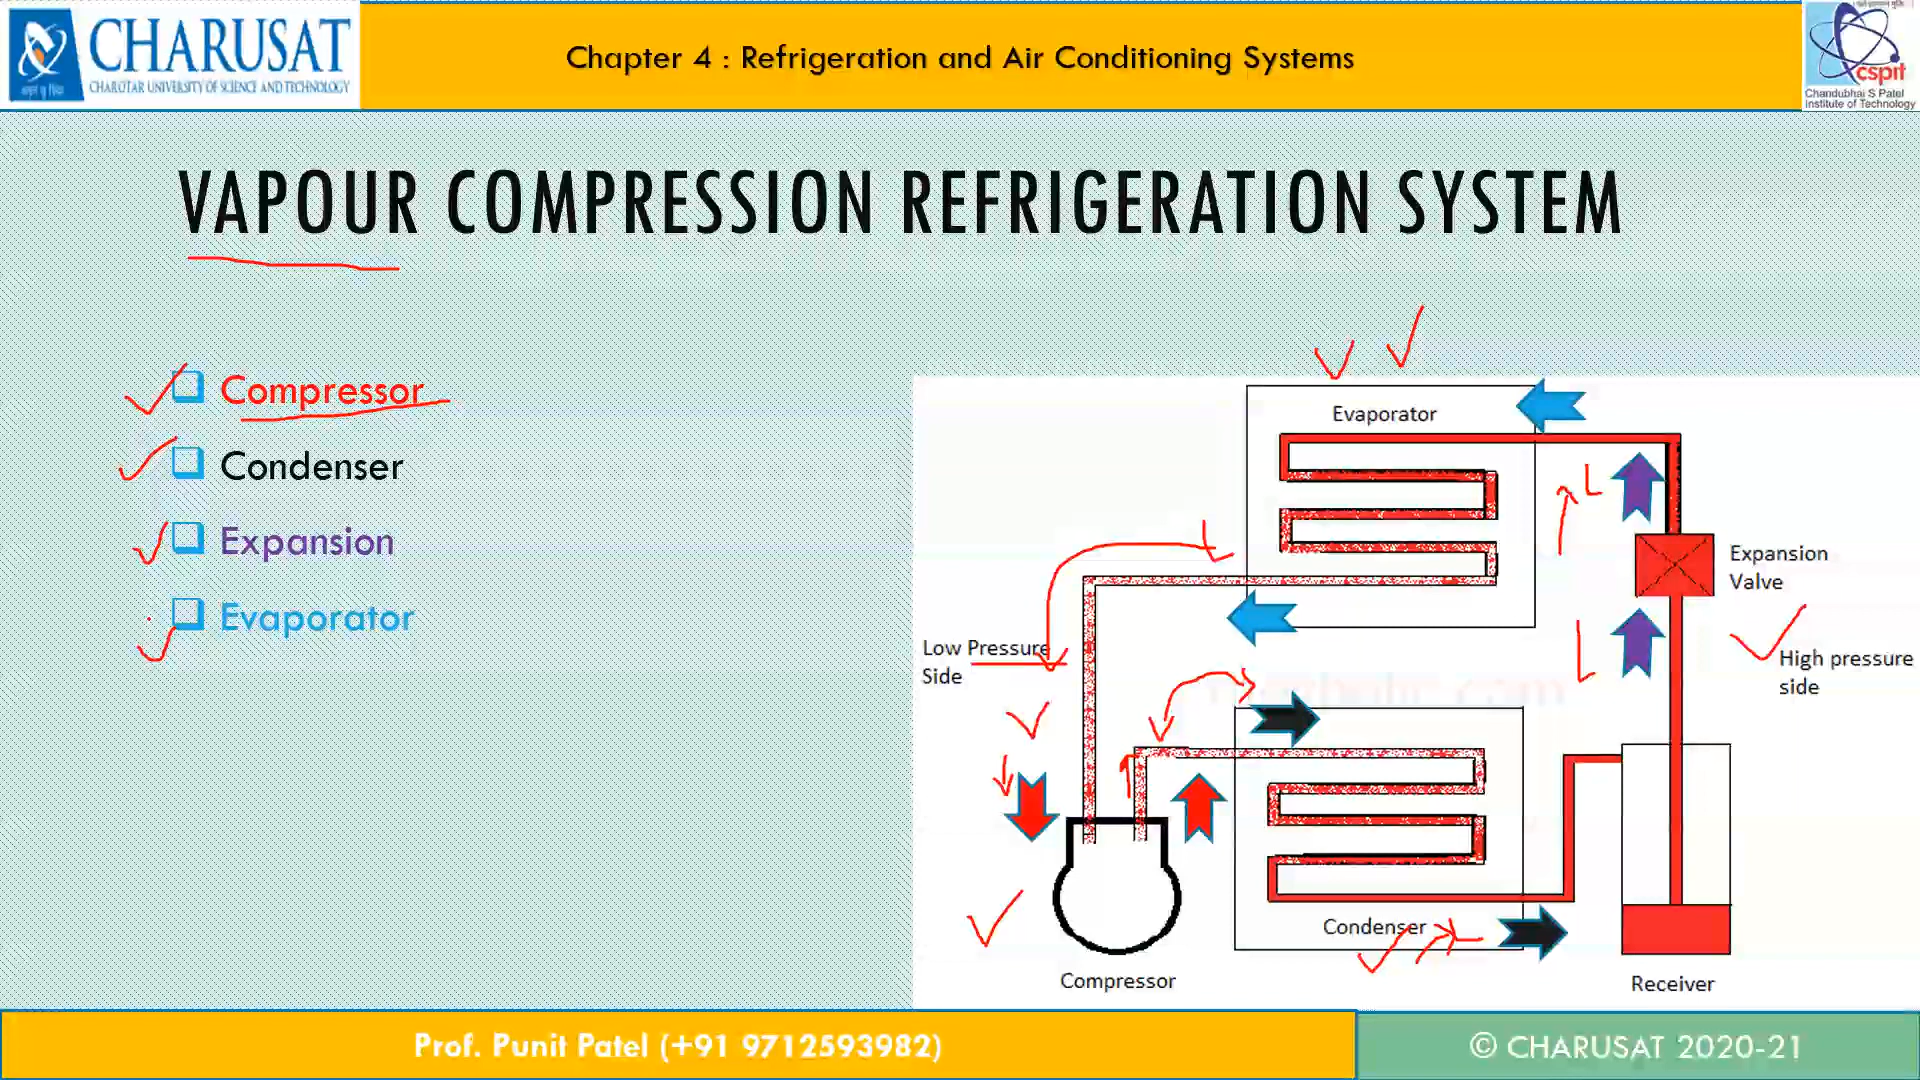 CHARUSAT
CHAROTAR UNIVERSITY OF SCIENCE AND TECHNOLOGY
Chapter 4 : Refrigeration and Air Conditioning Systems
cspit
Chandubhai S Patel
Institute of Technology
VAPOUR COMPRESSION REFRIGERATION SYSTEM
Compressor
Condenser
Expansion
Evaporator
Evaporator
Expansion
Valve
Low Pressure
Side
High pressure
side
L
L
Condenser
Compressor
Receiver
Prof. Punit Patel (+91 9712593982)
© CHARUSAT 2020-21